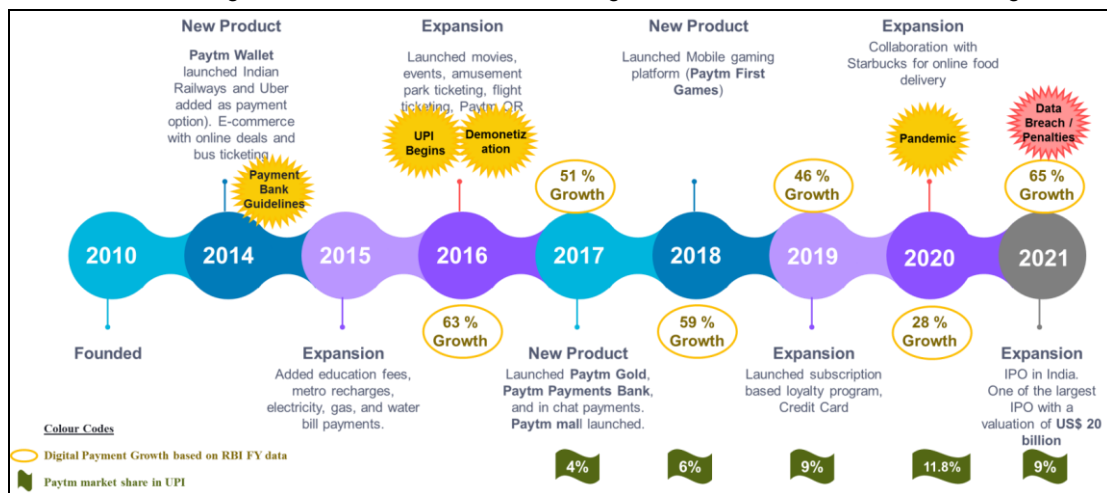 New Product
Paytm Wallet
launched Indian
Railways and Uber
added as payment
option). E-commerce
with online deals and
bus ticketing
Payment
Bank
Guidelines
Expansion
Launched movies,
events, amusement
park ticketing, flight
ticketing, Paytm QR
UPI
Begins
Demonetiz
ation
New Product
Launched Mobile gaming
platform (Paytm First
Games)
Expansion
Collaboration with
Starbucks for online food
delivery
Pandemic
Data
Breach /
Penalties
51 %
Growth
46 %
Growth
65 %
Growth
2010
2014
2015
2016
2017
2018
2019
2020
2021
63 %
Growth
59 %
Growth
28 %
Growth
Founded
Expansion
Added education fees,
metro recharges,
electricity, gas, and water
bill payments.
New Product
Launched Paytm Gold,
Paytm Payments Bank,
and in chat payments.
Paytm mall launched.
Expansion
Launched subscription
based loyalty program,
Credit Card
Expansion
IPO in India.
One of the largest
IPO with a
valuation of US$ 20
billion
Colour Codes
Digital Payment Growth based on RBI FY data
Paytm market share in UPI
4%
6%
9%
11.8%
9%